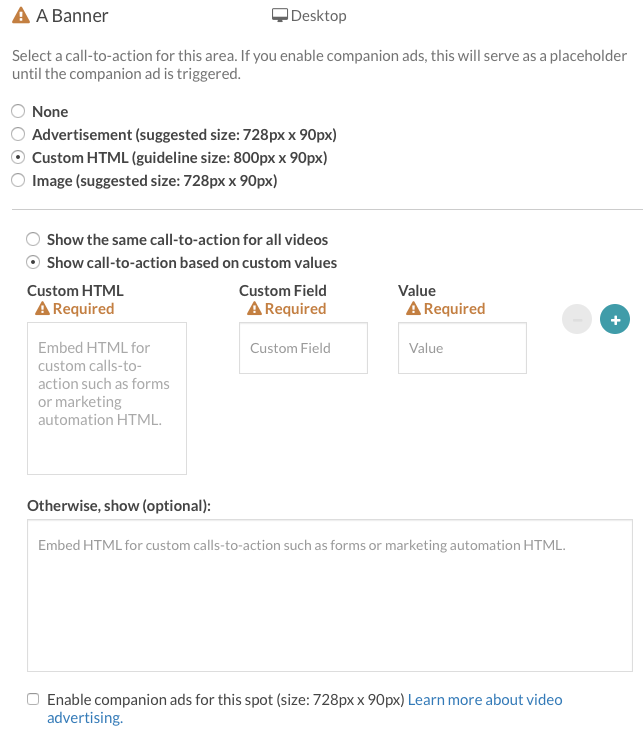 A Banner
Desktop
Select a call-to-action for this area. If you enable companion ads, this will serve as a placeholder
until the companion ad is triggered.
None
Advertisement (suggested size: 728px x 90px)
Custom HTML (guideline size: 800px x 90px)
Image (suggested size: 728px x 90px)
Show the same call-to-action for all videos
Show call-to-action based on custom values
Custom HTML
Required
Custom Field
Required
Value
Required
Embed HTML for
custom calls-to-
action such as forms
or marketing
automation HTML.
Custom Field
Value
Otherwise, show (optional):
Embed HTML for custom calls-to-action such as forms or marketing automation HTML.
Enable companion ads for this spot (size: 728px x 90px) Learn more about video
advertising.